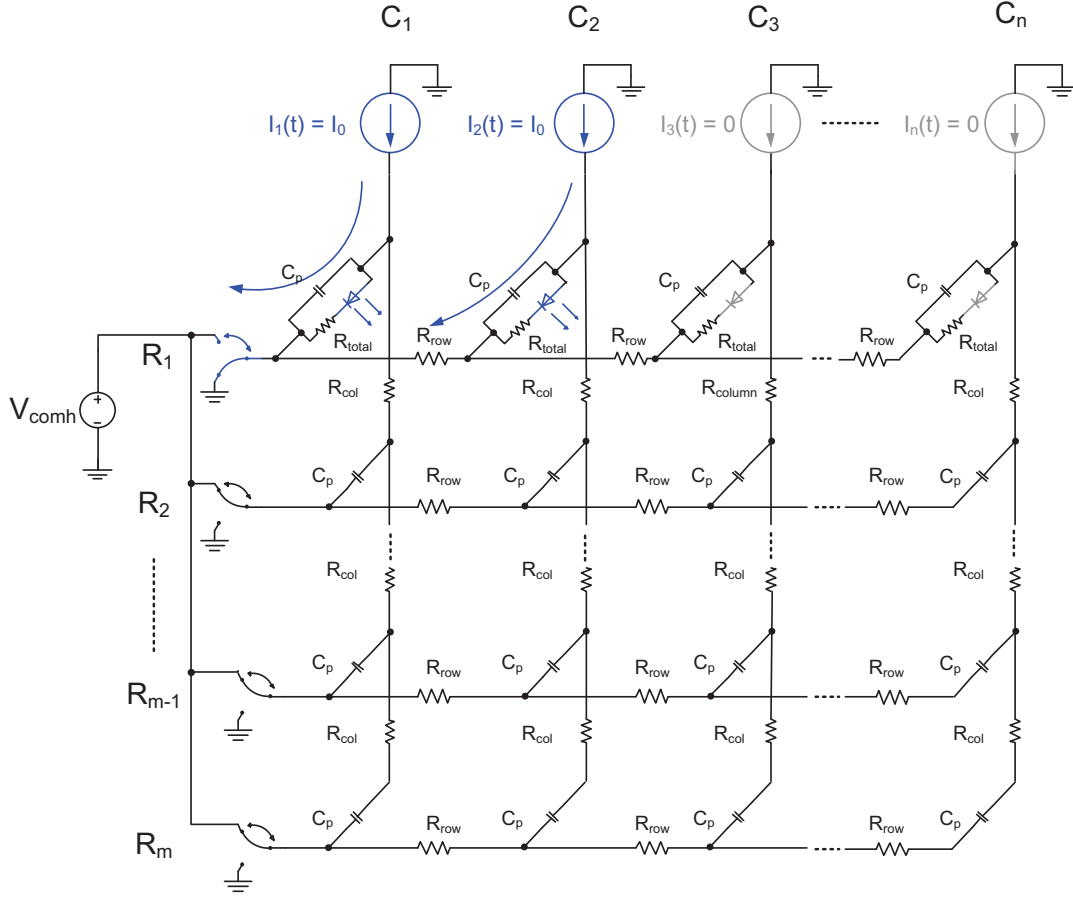 C1 C2 C3 Cn
I1(t) = I0 I2(t) = I0 I3(t) = 0 In(t) = 0
Cp Cp Cp Cp
Rtotal Rrow Rtotal Rrow Rtotal Rrow Rtotal
R1
Rcol Rcol Rcolumn Rcol
Vcomh
+
−
Cp Rrow Cp Rrow Cp Rrow Cp
R2
Rcol Rcol Rcol Rcol
Cp Rrow Cp Rrow Cp Rrow Cp
Rm-1
Rcol Rcol Rcol Rcol
Cp Rrow Cp Rrow Cp Rrow Cp
Rm